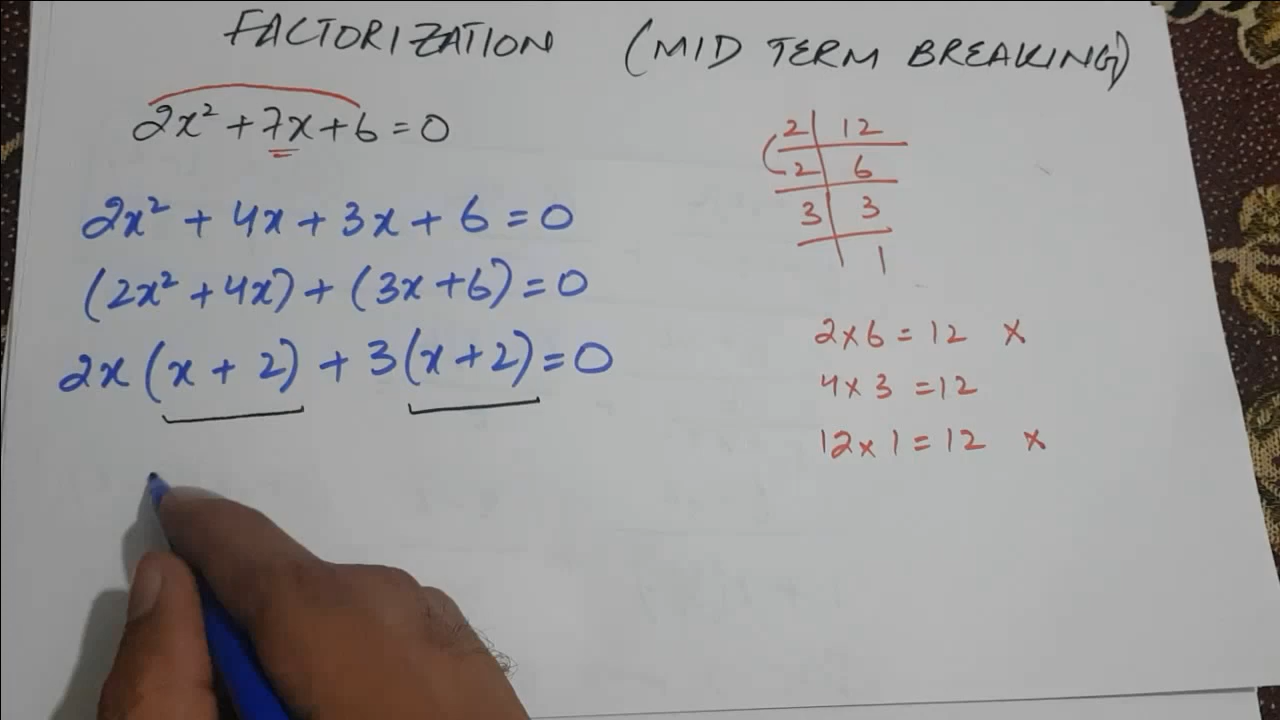 FACTORIZATION (MID TERM BREAKING)
2x² + 7x + 6 = 0
2x² + 4x + 3x + 6 = 0
(2x² + 4x) + (3x + 6) = 0
2x (x + 2) + 3 (x + 2) = 0
2 | 12
2 | 6
3 | 3
| 1
2 × 6 = 12 ×
4 × 3 = 12
12 × 1 = 12 ×